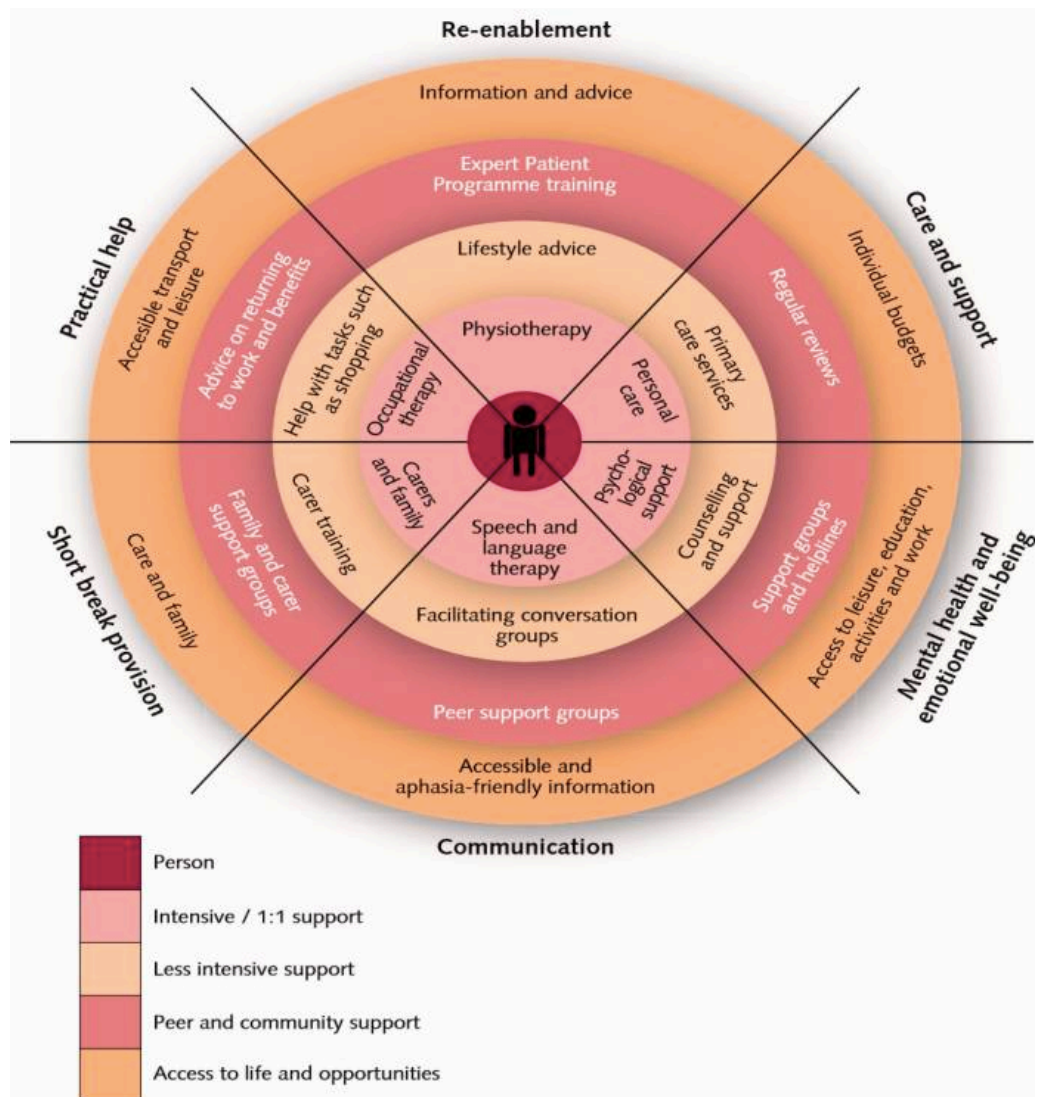 Re-enablement
Information and advice
Expert Patient
Programme training
Lifestyle advice
Physiotherapy
Care and support
Individual budgets
Regular reviews
Primary
care services
Personal
care
Mental health and
emotional well-being
Access to leisure, education,
activities and work
Support groups
and helplines
Counselling
and support
Psycho-
logical
support
Communication
Speech and
language
therapy
Facilitating conversation
groups
Peer support groups
Accessible and
aphasia-friendly information
Short break provision
Care and family
Family and carer
support groups
Carer training
Carers
and family
Practical help
Accesible transport
and leisure
Advice on returning
to work and benefits
Help with tasks such
as shopping
Occupational
therapy
Person
Intensive / 1:1 support
Less intensive support
Peer and community support
Access to life and opportunities